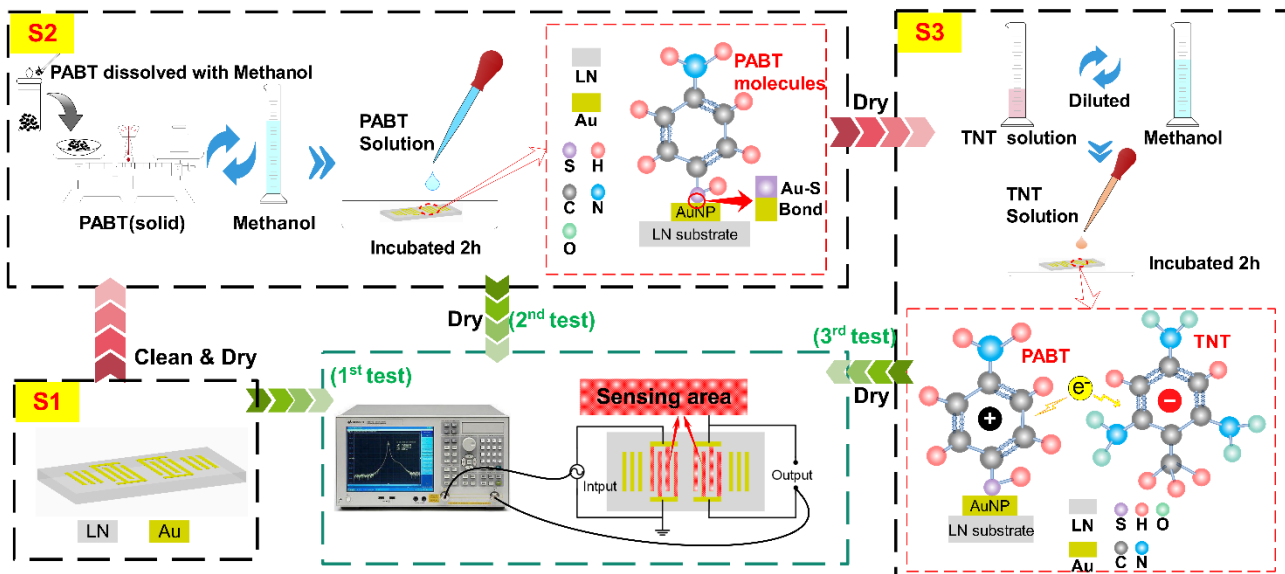 S2
PABT dissolved with Methanol
PABT(solid)
Methanol
PABT
Solution
Incubated 2h
LN
Au
S H
C N
O
PABT
molecules
Au-S
Bond
AuNP
LN substrate
Dry
S3
TNT solution
Diluted
Methanol
TNT
Solution
Incubated 2h
PABT
TNT
e-
+
−
AuNP
LN substrate
LN
S H O
Au
C N
Clean & Dry
Dry
(2nd test)
(3rd test)
Dry
S1
LN
Au
(1st test)
Sensing area
Intput
Output